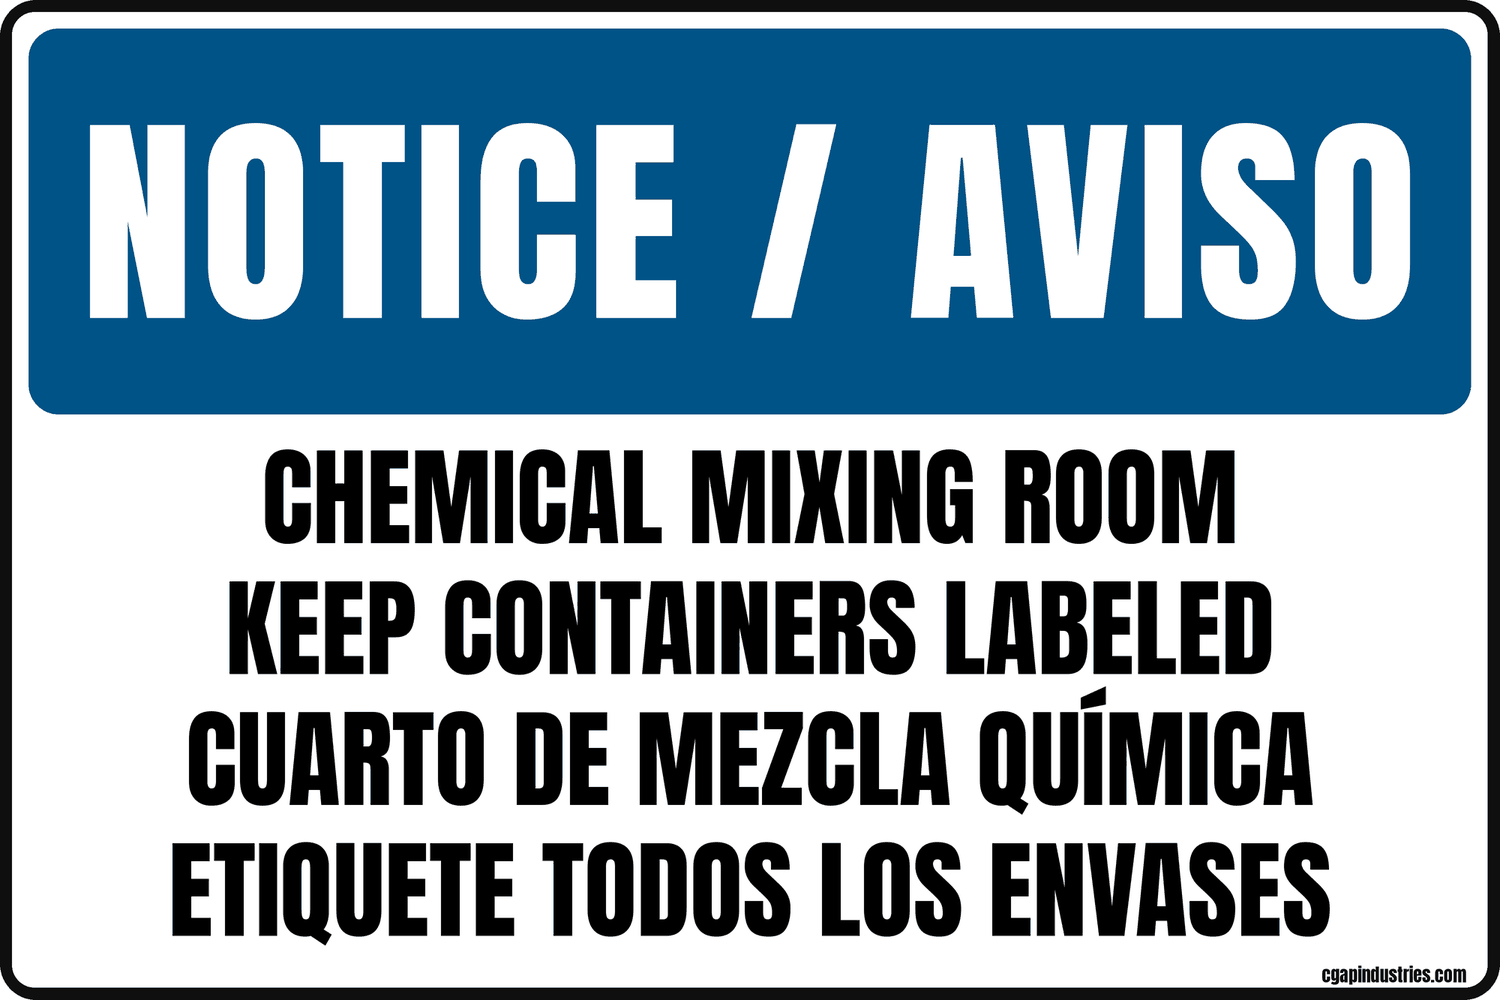 NOTICE / AVISO
CHEMICAL MIXING ROOM
KEEP CONTAINERS LABELED
CUARTO DE MEZCLA QUÍMICA
ETIQUETE TODOS LOS ENVASES
cgapindustries.com